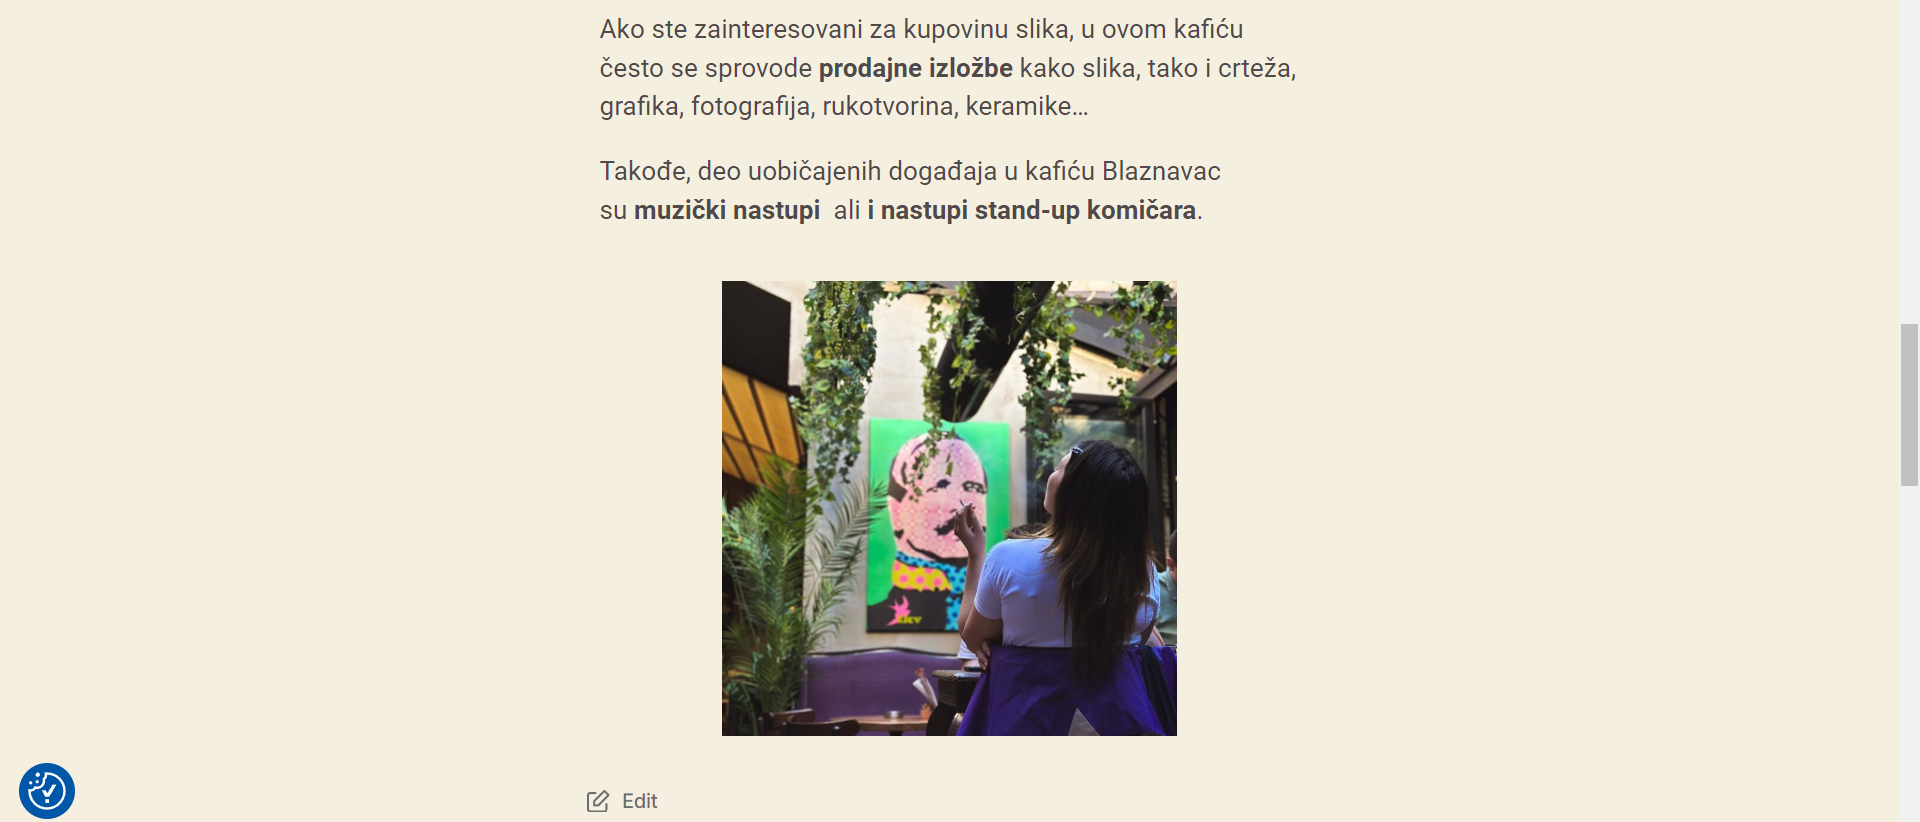 Ako ste zainteresovani za kupovinu slika, u ovom kafiću
često se sprovode prodajne izložbe kako slika, tako i crteža,
grafika, fotografija, rukotvorina, keramike…
Takođe, deo uobičajenih događaja u kafiću Blaznavac
su muzički nastupi  ali i nastupi stand-up komičara.
Edit